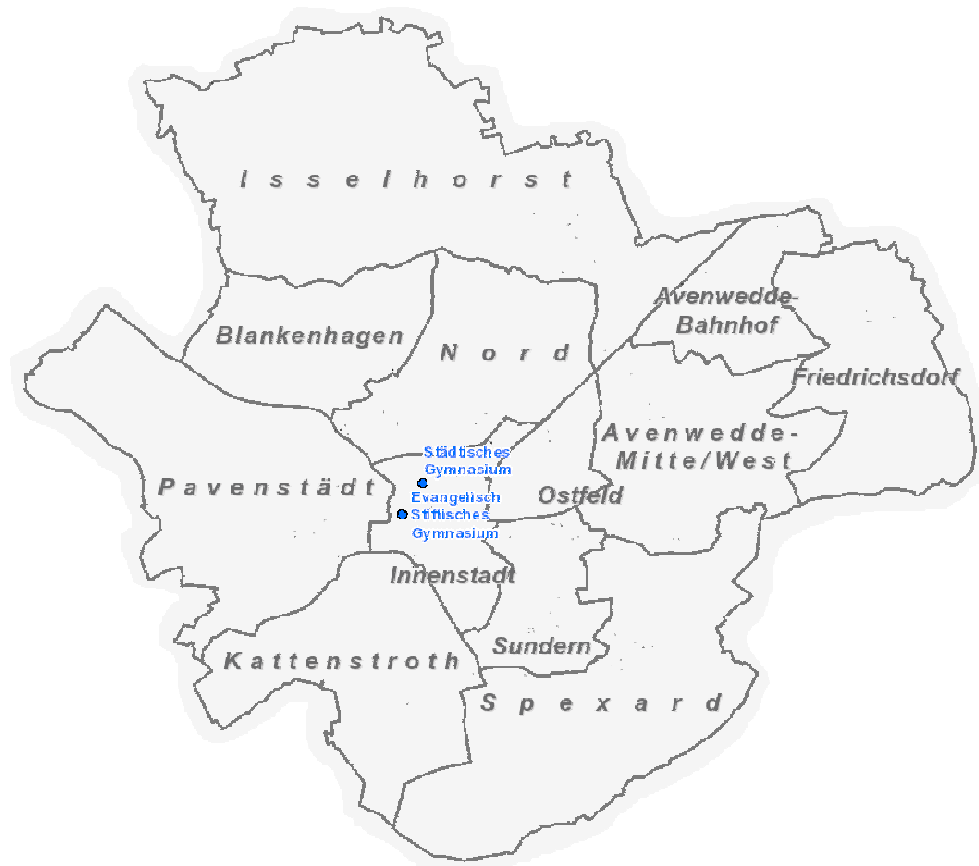 Isselhorst
Avenwedde-
Bahnhof
Blankenhagen
Nord
Friedrichsdorf
Avenwedde-
Mitte/West
Städtisches
Gymnasium
Pavenstädt
Evangelisch
Stiftisches
Gymnasium
Ostfeld
Innenstadt
Sundern
Kattenstroth
Spexard